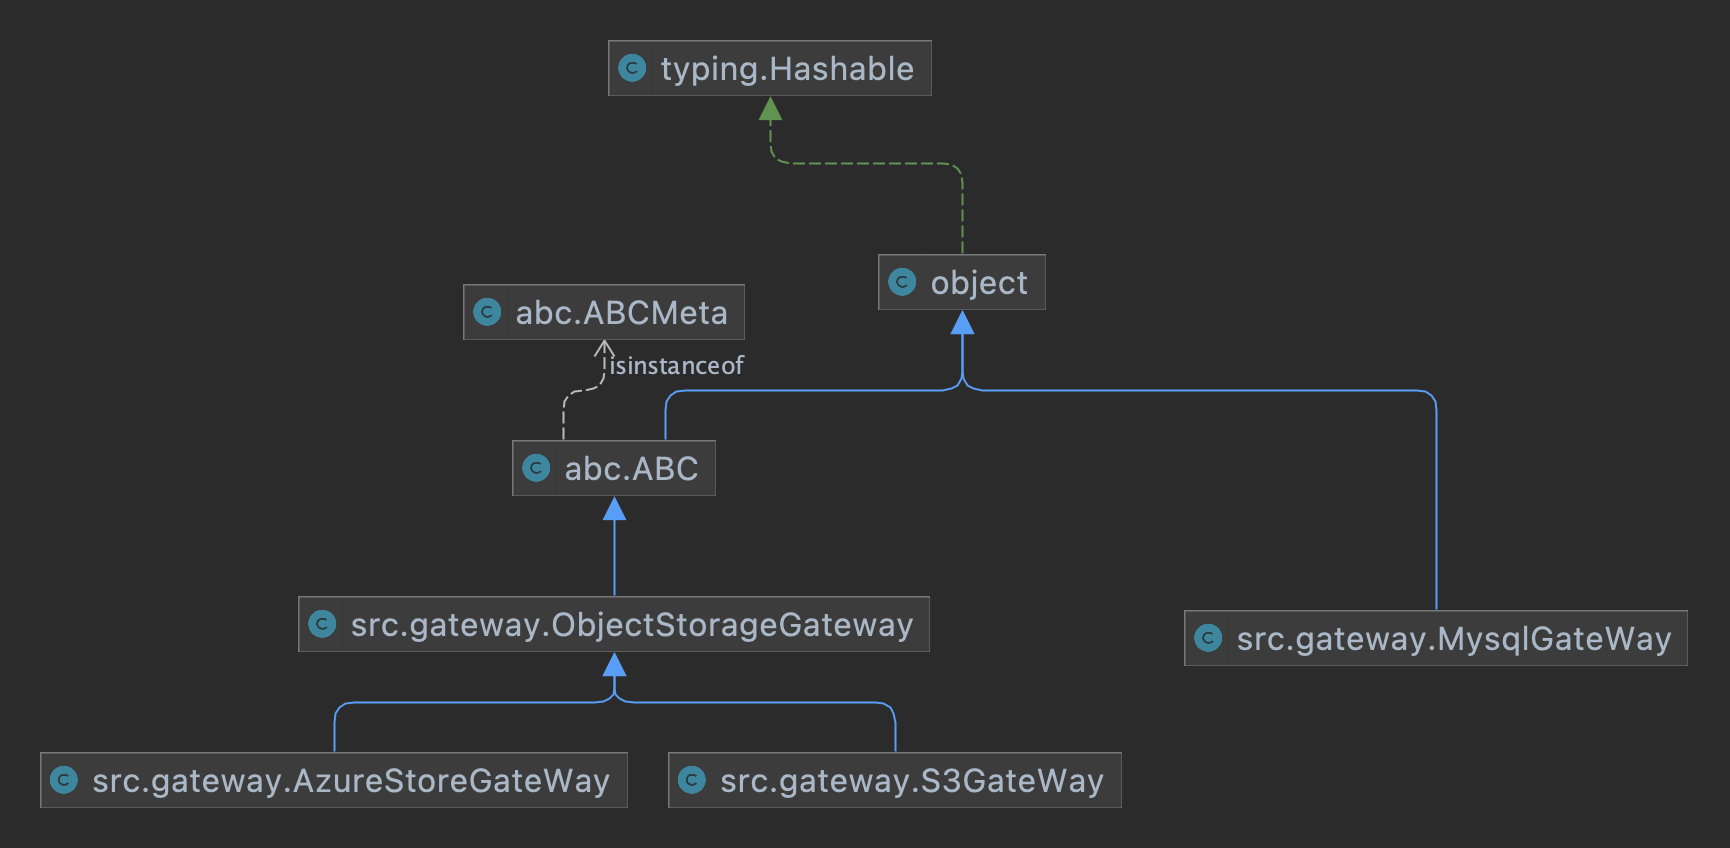 typing.Hashable
object
abc.ABCMeta
isinstanceof
abc.ABC
src.gateway.ObjectStorageGateway
src.gateway.MysqlGateWay
src.gateway.AzureStoreGateWay
src.gateway.S3GateWay